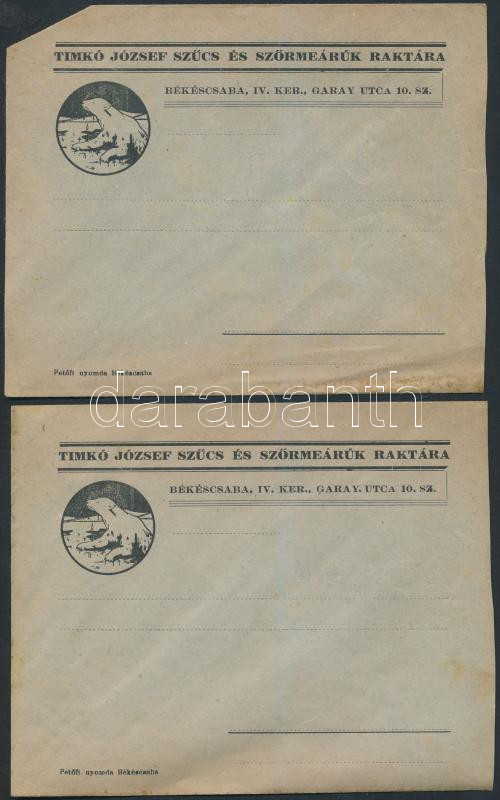 TIMKÓ JÓZSEF SZŰCS ÉS SZŐRMEÁRÚK RAKTÁRA
BÉKÉSCSABA, IV. KER., GARAY UTCA 10. SZ.
Petőfi nyomda Békéscsaba
darabanth
TIMKÓ JÓZSEF SZŰCS ÉS SZŐRMEÁRÚK RAKTÁRA
BÉKÉSCSABA, IV. KER., GARAY. UTCA 10. SZ.
Petőfi nyomda Békéscsaba